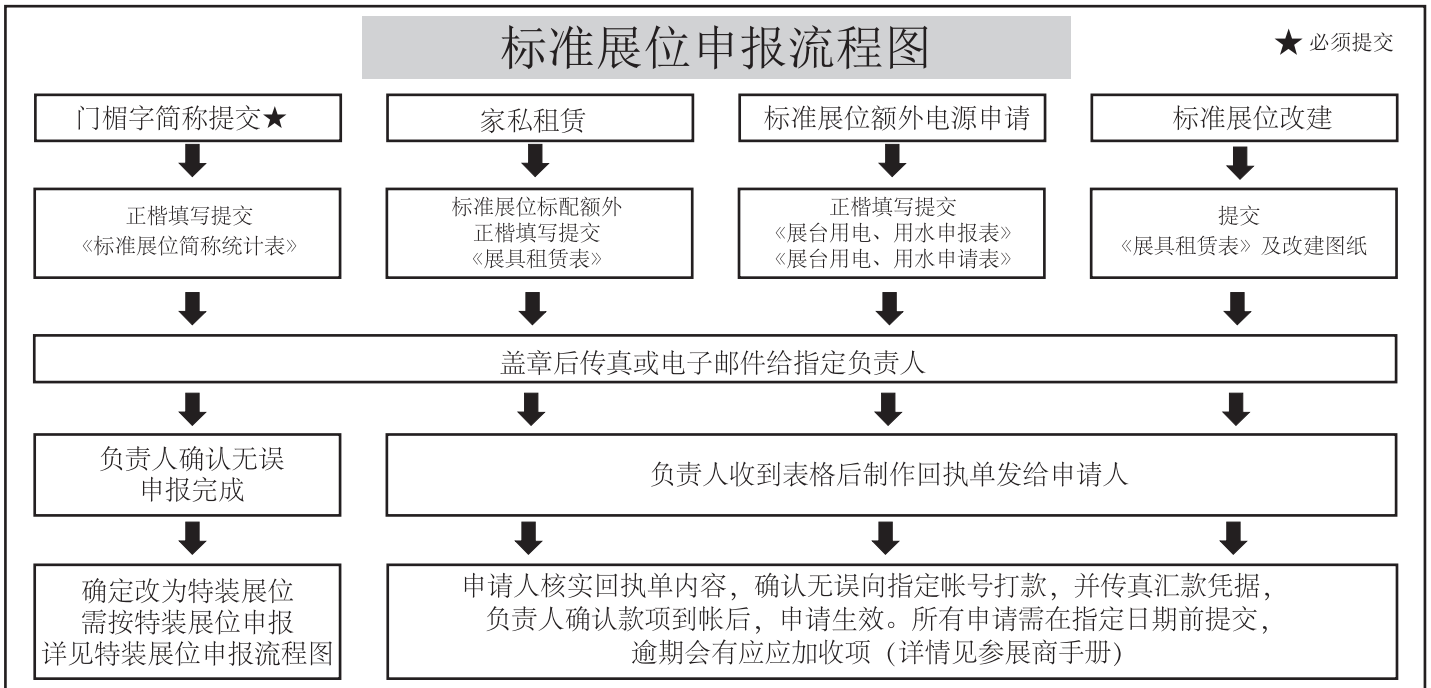 标准展位申报流程图
★ 必须提交
门楣字简称提交★
家私租赁
标准展位额外电源申请
标准展位改建
正楷填写提交
《标准展位简称统计表》
标准展位标配额外
正楷填写提交
《展具租赁表》
正楷填写提交
《展台用电、用水申报表》
《展台用电、用水申请表》
提交
《展具租赁表》及改建图纸
盖章后传真或电子邮件给指定负责人
负责人确认无误
申报完成
负责人收到表格后制作回执单发给申请人
确定改为特装展位
需按特装展位申报
详见特装展位申报流程图
申请人核实回执单内容，确认无误向指定帐号打款，并传真汇款凭据，
负责人确认款项到帐后，申请生效。所有申请需在指定日期前提交，
逾期会有应应加收项（详情见参展商手册）